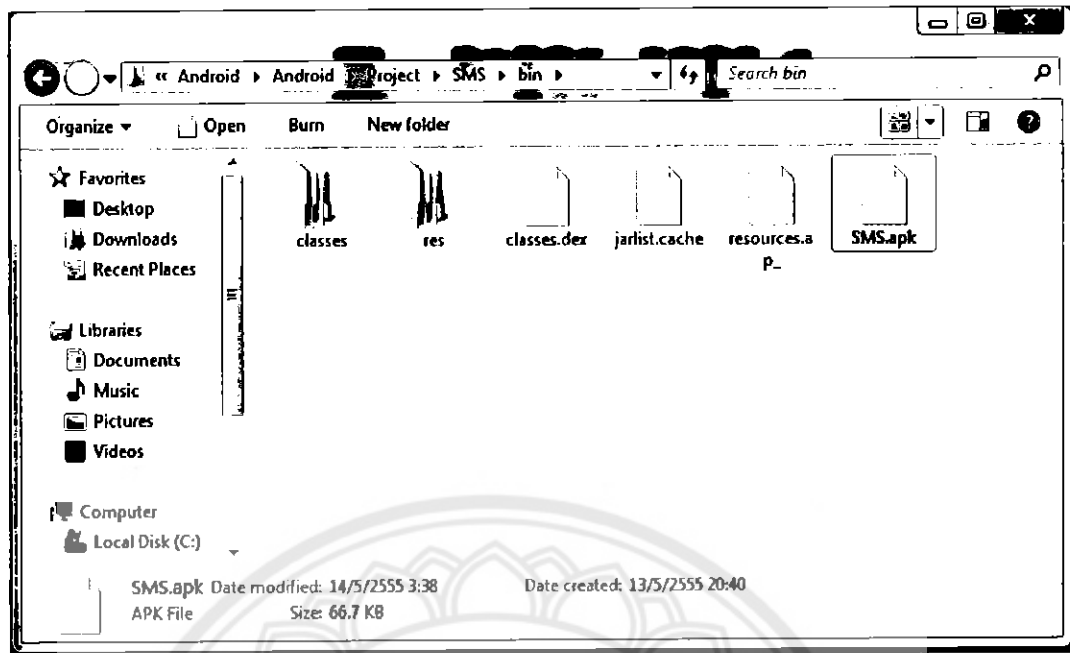 « Android ▸ Android Project ▸ SMS ▸ bin ▸ Search bin
Organize Open Burn New folder
Favorites
Desktop
Downloads
Recent Places
Libraries
Documents
Music
Pictures
Videos
Computer
Local Disk (C:)
classes
res
classes.dex
jarlist.cache
resources.a
p_
SMS.apk
SMS.apk Date modified: 14/5/2555 3:38 Date created: 13/5/2555 20:40
APK File Size: 66.7 KB